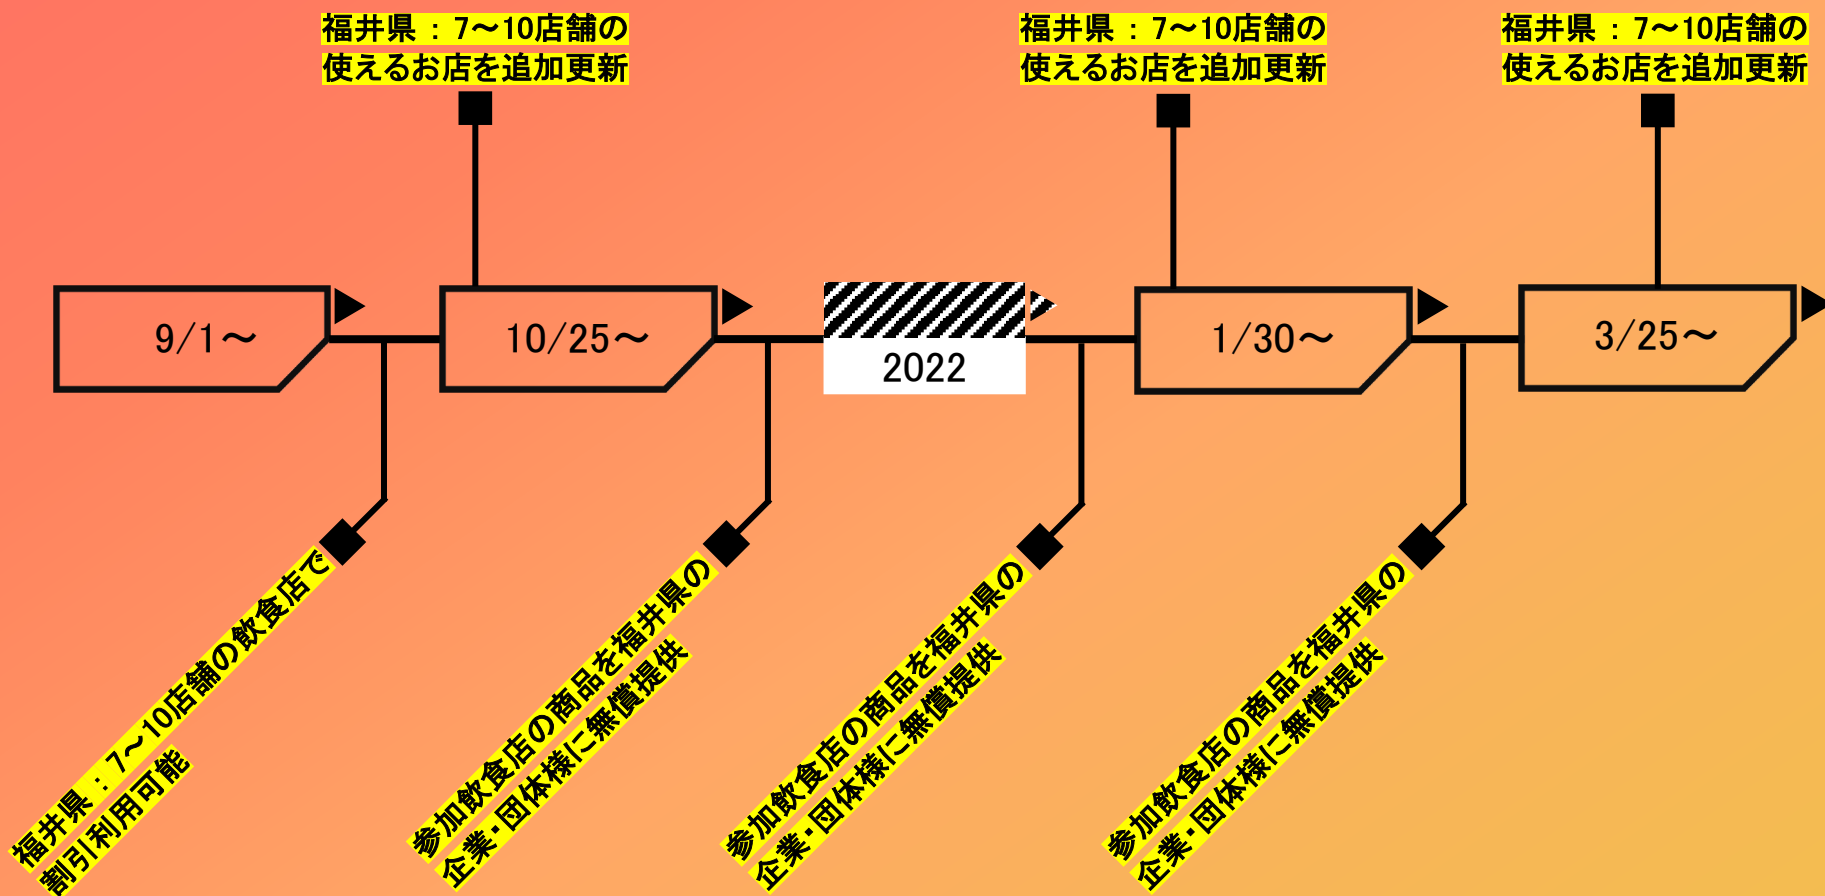 福井県：7～10店舗の
使えるお店を追加更新
福井県：7～10店舗の
使えるお店を追加更新
福井県：7～10店舗の
使えるお店を追加更新
9/1～
10/25～
2022
1/30～
3/25～
福井県：7～10店舗の飲食店で
割引利用可能
参加飲食店の商品を福井県の
企業・団体様に無償提供
参加飲食店の商品を福井県の
企業・団体様に無償提供
参加飲食店の商品を福井県の
企業・団体様に無償提供